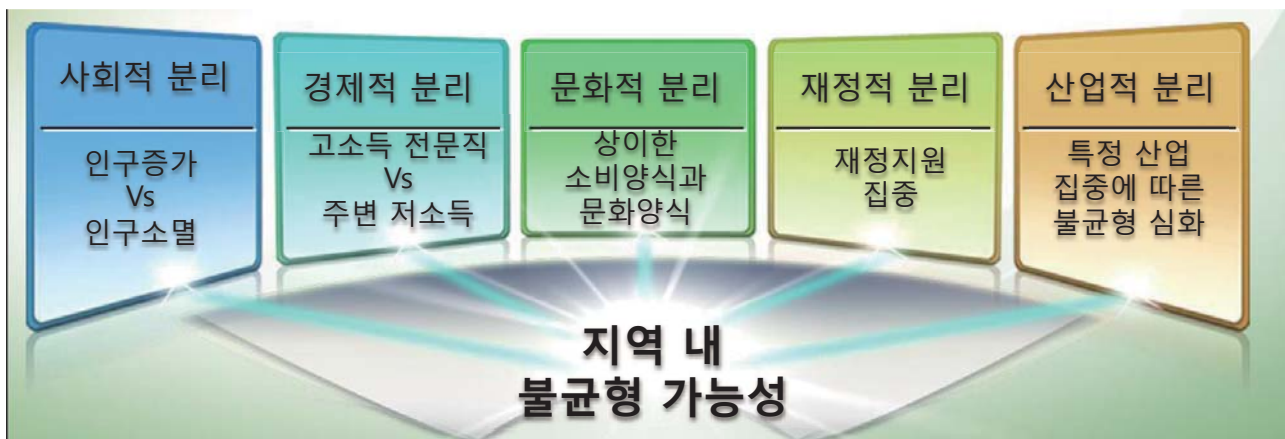 사회적 분리
인구증가
Vs
인구소멸
경제적 분리
고소득 전문직
Vs
주변 저소득
문화적 분리
상이한
소비양식과
문화양식
재정적 분리
재정지원
집중
산업적 분리
특정 산업
집중에 따른
불균형 심화
지역 내
불균형 가능성